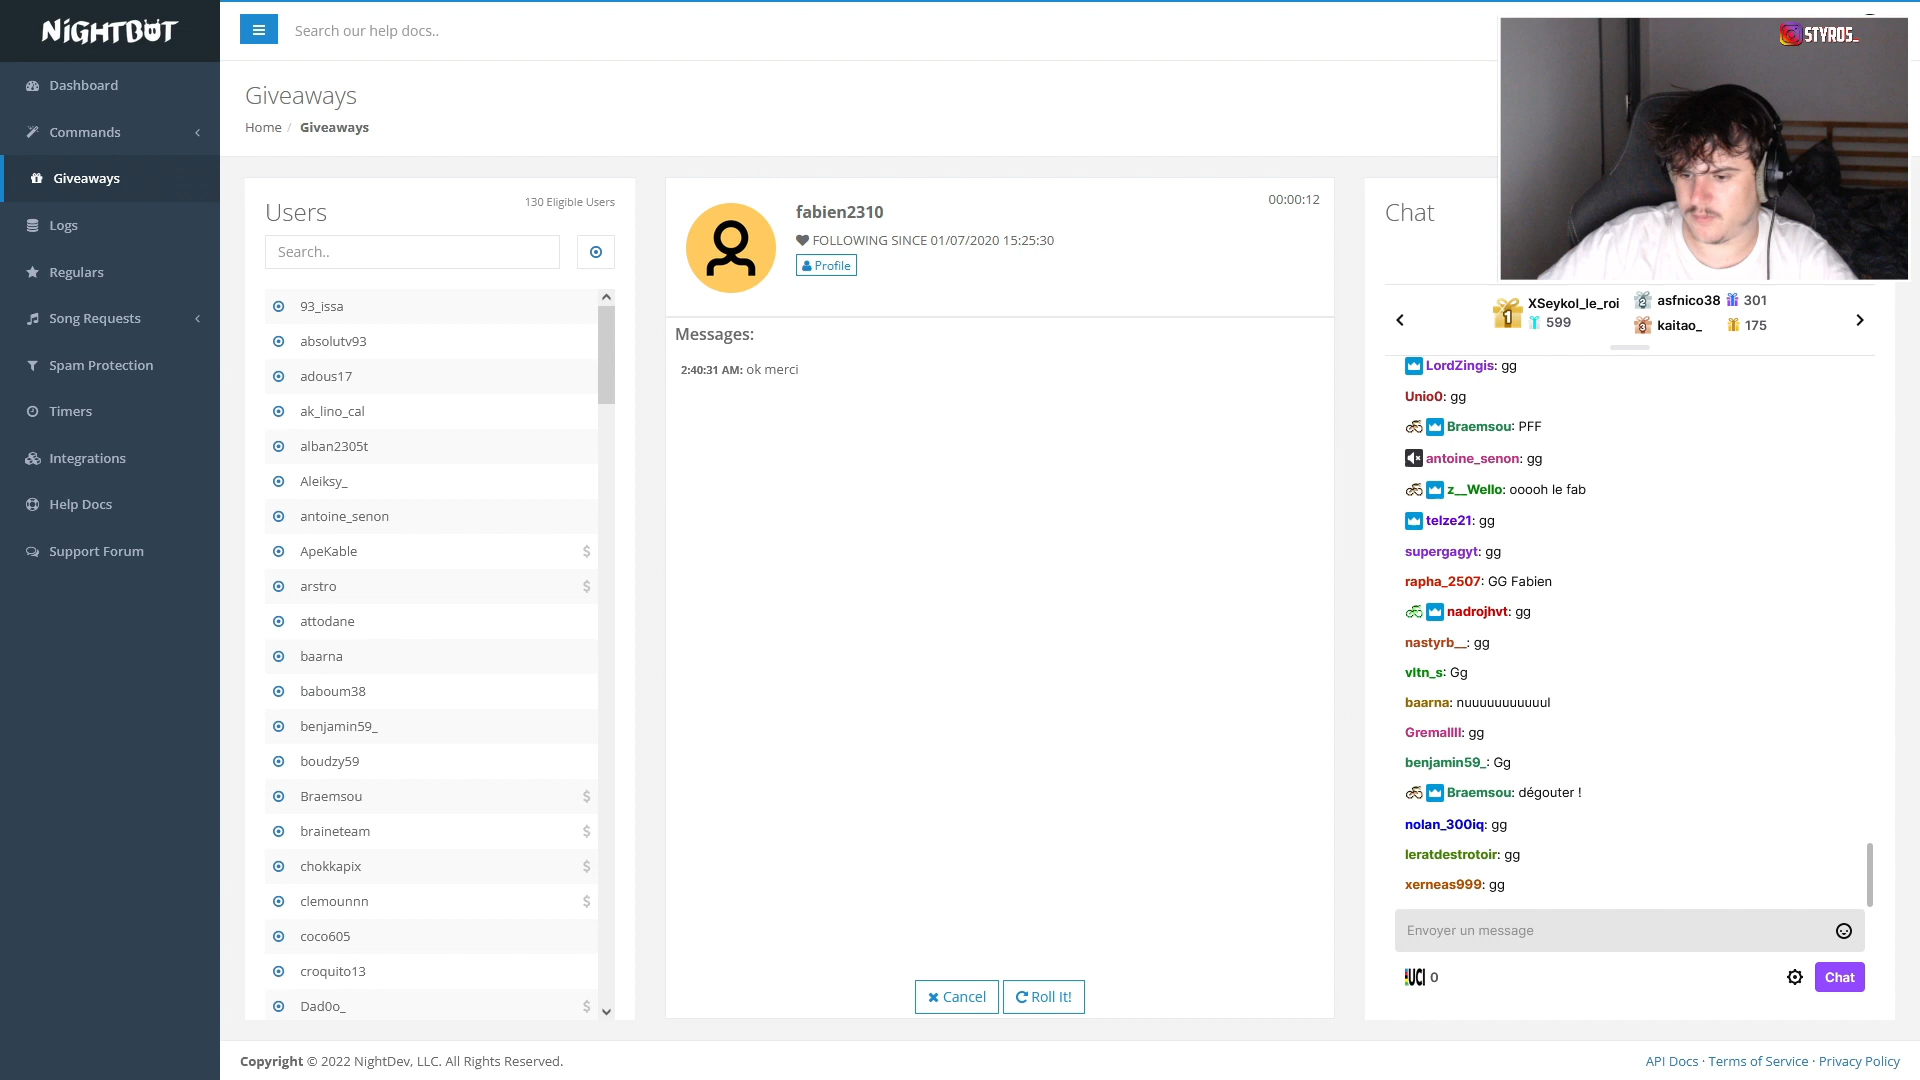 NiGHTBOT
Search our help docs..
STYROS_
Dashboard
Commands
Giveaways
Logs
Regulars
Song Requests
Spam Protection
Timers
Integrations
Help Docs
Support Forum
Giveaways
Home / Giveaways
Users
130 Eligible Users
Search..
93_issa
absolutv93
adous17
ak_lino_cal
alban2305t
Aleiksy_
antoine_senon
ApeKable $
arstro $
attodane
baarna
baboum38
benjamin59_
boudzy59
Braemsou $
braineteam $
chokkapix $
clemounnn $
coco605
croquito13
Dad0o_ $
fabien2310
00:00:12
FOLLOWING SINCE 01/07/2020 15:25:30
Profile
Messages:
2:40:31 AM: ok merci
Cancel
Roll It!
Chat
1 XSeykol_le_roi
599
2 asfnico38 301
3 kaitao_ 175
LordZingis: gg
Unio0: gg
Braemsou: PFF
antoine_senon: gg
z__Wello: ooooh le fab
telze21: gg
supergagyt: gg
rapha_2507: GG Fabien
nadrojhvt: gg
nastyrb__: gg
vltn_s: Gg
baarna: nuuuuuuuuuuul
benjamin59_: Gg
Braemsou: dégouter !
nolan_300iq: gg
leratdestrotoir: gg
xerneas999: gg
Envoyer un message
UCI 0
Chat
Copyright © 2022 NightDev, LLC. All Rights Reserved.
API Docs · Terms of Service · Privacy Policy